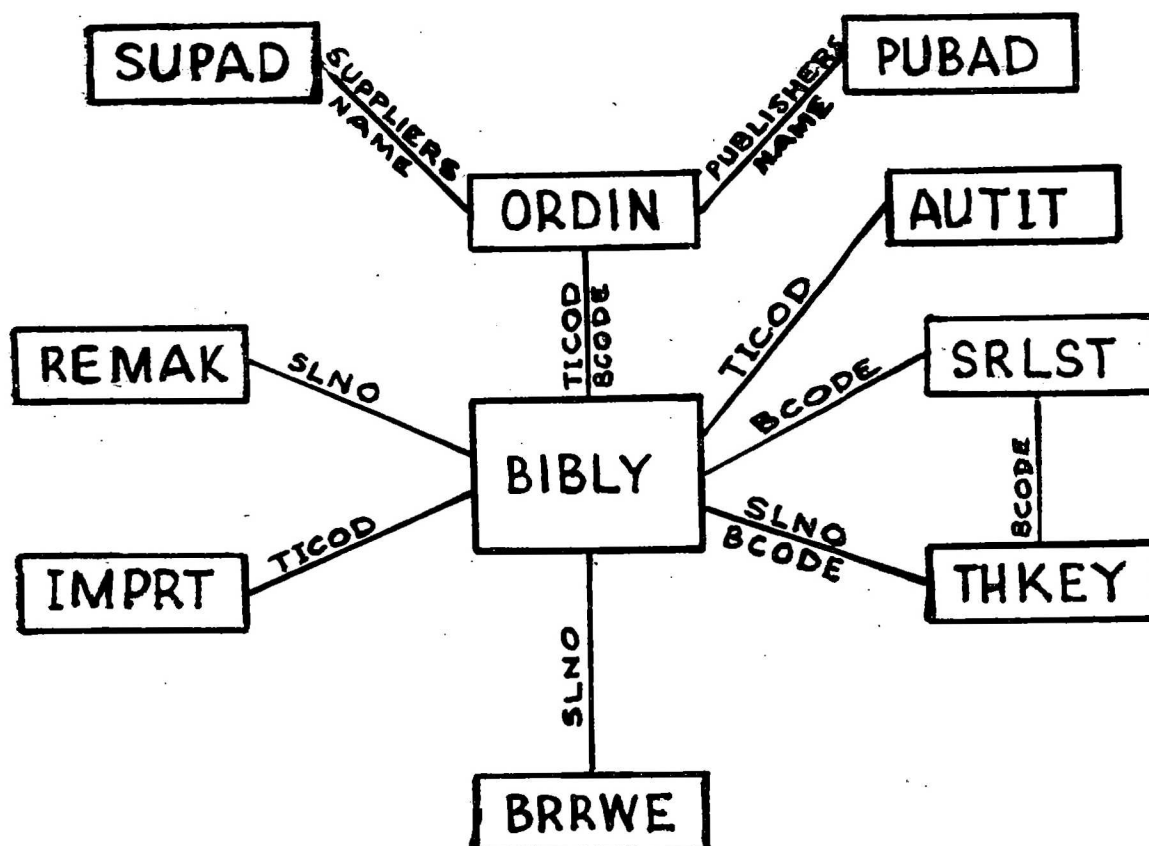 SUPAD
SUPPLIERS
NAME
PUBLISHERS
NAME
PUBAD
ORDIN
AUTIT
TICOD
BCODE
TICOD
REMAK
SLNO
BCODE
SRLST
BIBLY
BCODE
SLNO
BCODE
IMPRT
TICOD
THKEY
SLNO
BRRWE